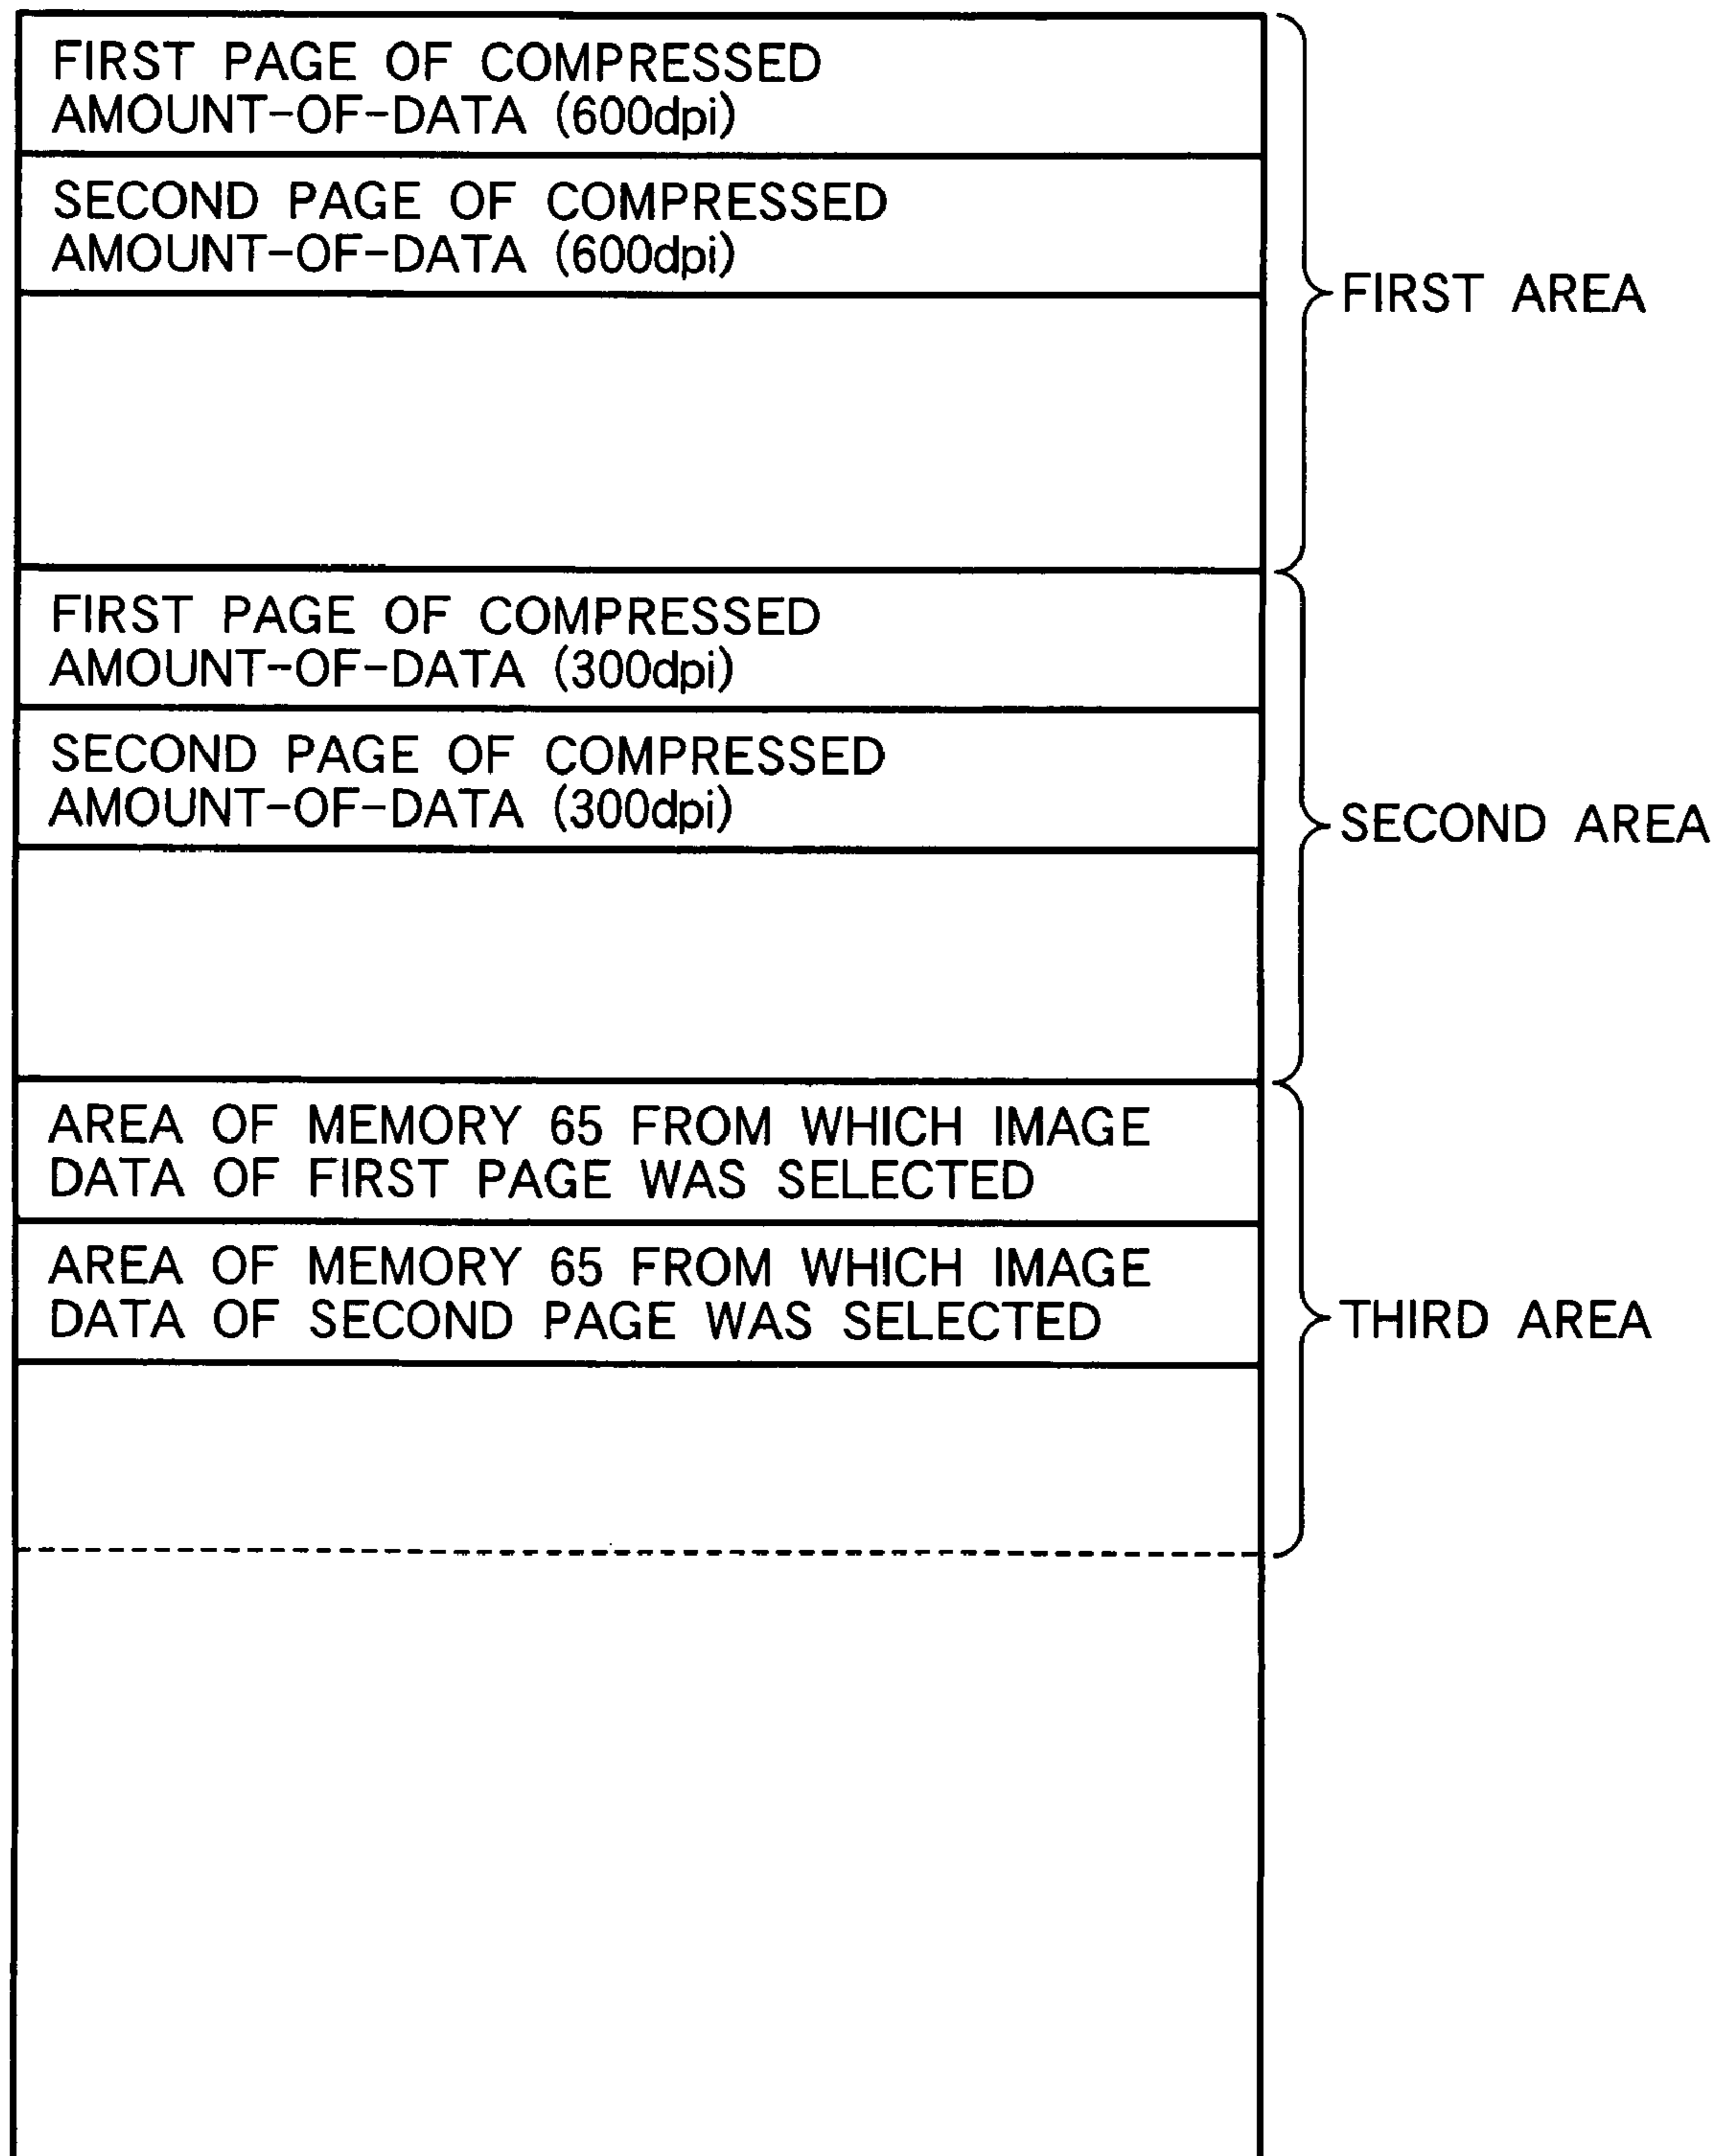 FIRST PAGE OF COMPRESSED
AMOUNT-OF-DATA (600dpi)
SECOND PAGE OF COMPRESSED
AMOUNT-OF-DATA (600dpi)
FIRST AREA
FIRST PAGE OF COMPRESSED
AMOUNT-OF-DATA (300dpi)
SECOND PAGE OF COMPRESSED
AMOUNT-OF-DATA (300dpi)
SECOND AREA
AREA OF MEMORY 65 FROM WHICH IMAGE
DATA OF FIRST PAGE WAS SELECTED
AREA OF MEMORY 65 FROM WHICH IMAGE
DATA OF SECOND PAGE WAS SELECTED
THIRD AREA